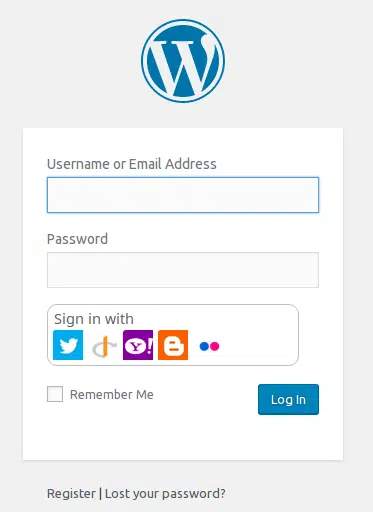 Username or Email Address
Password
Sign in with
Y!
Remember Me
Log In
Register | Lost your password?